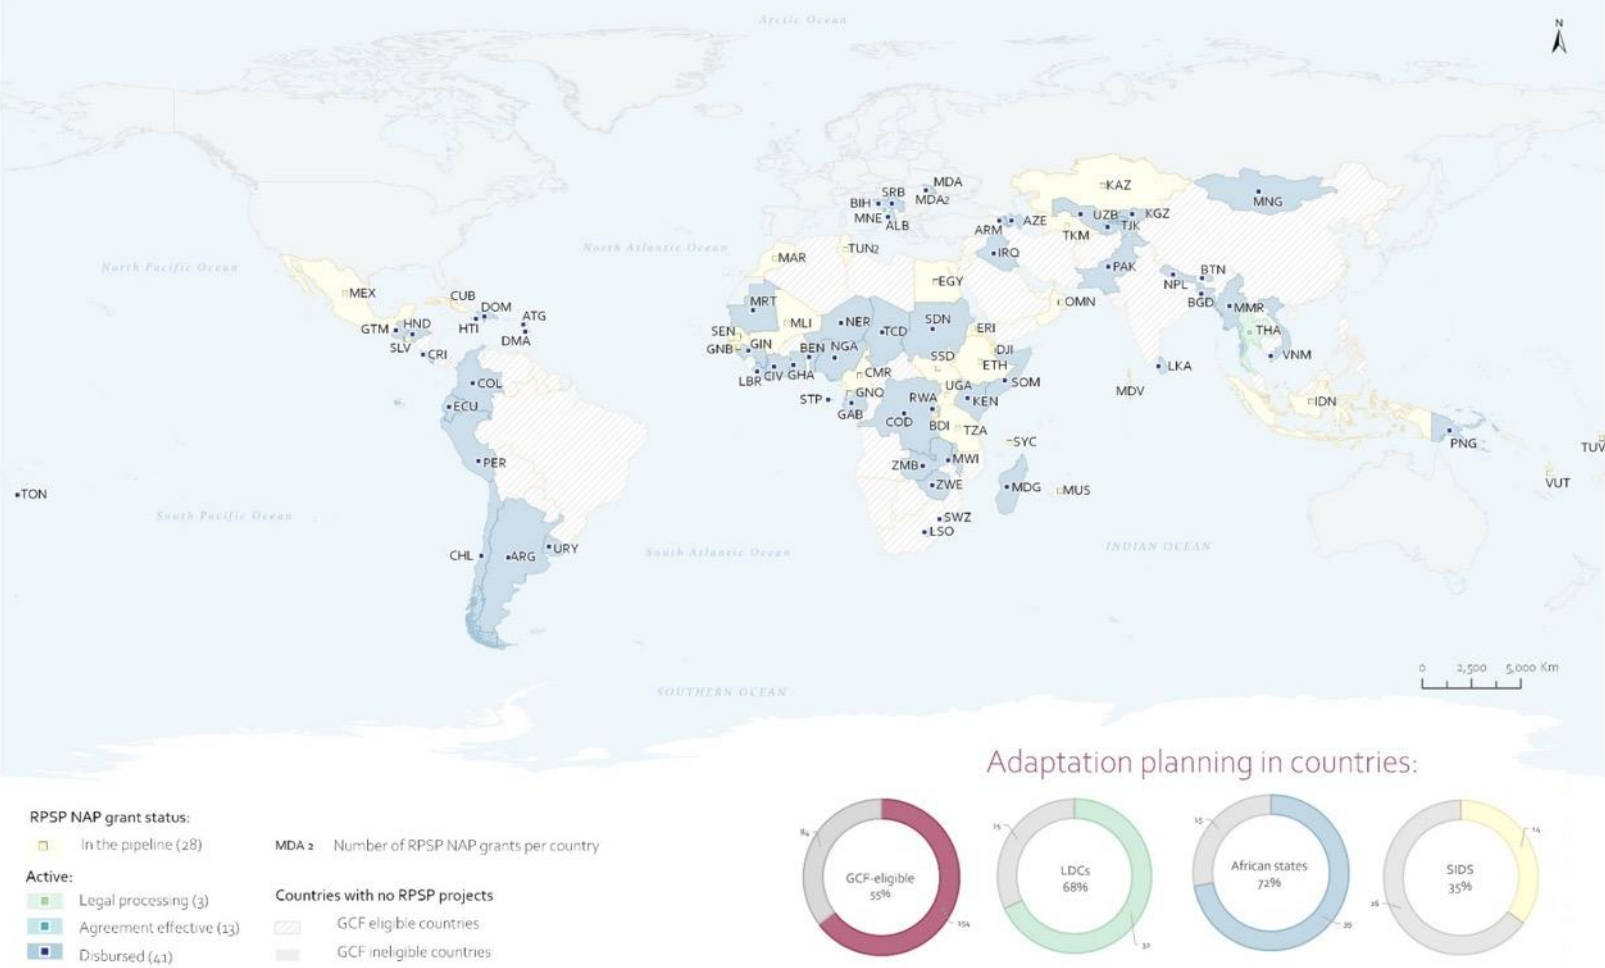 Arctic Ocean
N
KAZ
MNG
MDA
SRB
MDA2
BIH
MNE
ALB
ARM
AZE
UZB
KGZ
TKM
TJK
North Atlantic Ocean
TUN2
MAR
IRQ
PAK
North Pacific Ocean
BTN
NPL
EGY
MEX
CUB
DOM
ATG
MRT
OMN
BGD
MMR
GTM
HND
HTI
DMA
SLV
CRI
SEN
MLI
NER
TCD
SDN
ERI
THA
GNB
GIN
BEN
NGA
SSD
DJI
ETH
VNM
LBR
CIV
GHA
CMR
SOM
LKA
COL
STP
GNQ
UGA
MDV
ECU
GAB
RWA
KEN
IDN
COD
BDI
TZA
SYC
PNG
TUV
PER
ZMB
MWI
TON
ZWE
MDG
MUS
VUT
South Pacific Ocean
SWZ
LSO
CHL
ARG
URY
South Atlantic Ocean
INDIAN OCEAN
0 2,500 5,000 Km
SOUTHERN OCEAN
Adaptation planning in countries:
RPSP NAP grant status:
In the pipeline (28)
MDA 2 Number of RPSP NAP grants per country
Active:
Legal processing (3)
Agreement effective (13)
Disbursed (41)
Countries with no RPSP projects
GCF eligible countries
GCF ineligible countries
84
GCF-eligible
55%
154
15
LDCs
68%
32
15
African states
72%
39
14
SIDS
35%
26